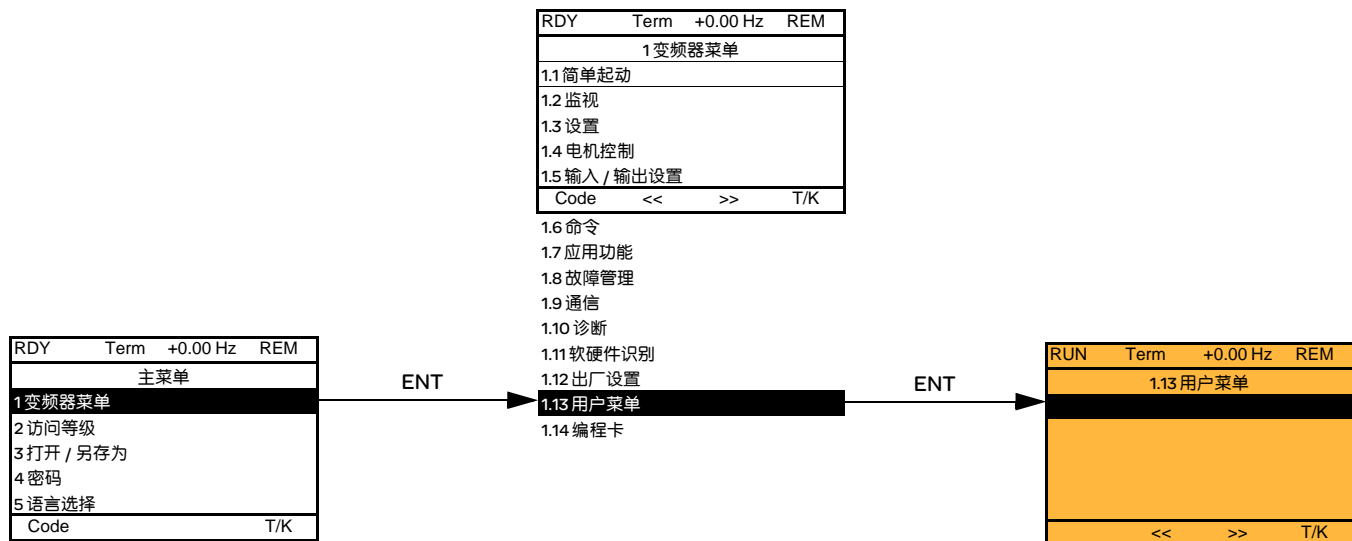 RDY Term +0.00 Hz REM
1 变频器菜单
1.1 简单起动
1.2 监视
1.3 设置
1.4 电机控制
1.5 输入 / 输出设置
Code << >> T/K
1.6 命令
1.7 应用功能
1.8 故障管理
1.9 通信
1.10 诊断
1.11 软硬件识别
1.12 出厂设置
1.13 用户菜单
1.14 编程卡
RDY Term +0.00 Hz REM
主菜单
1 变频器菜单
2 访问等级
3 打开 / 另存为
4 密码
5 语言选择
Code T/K
ENT
ENT
RUN Term +0.00 Hz REM
1.13 用户菜单
<< >> T/K